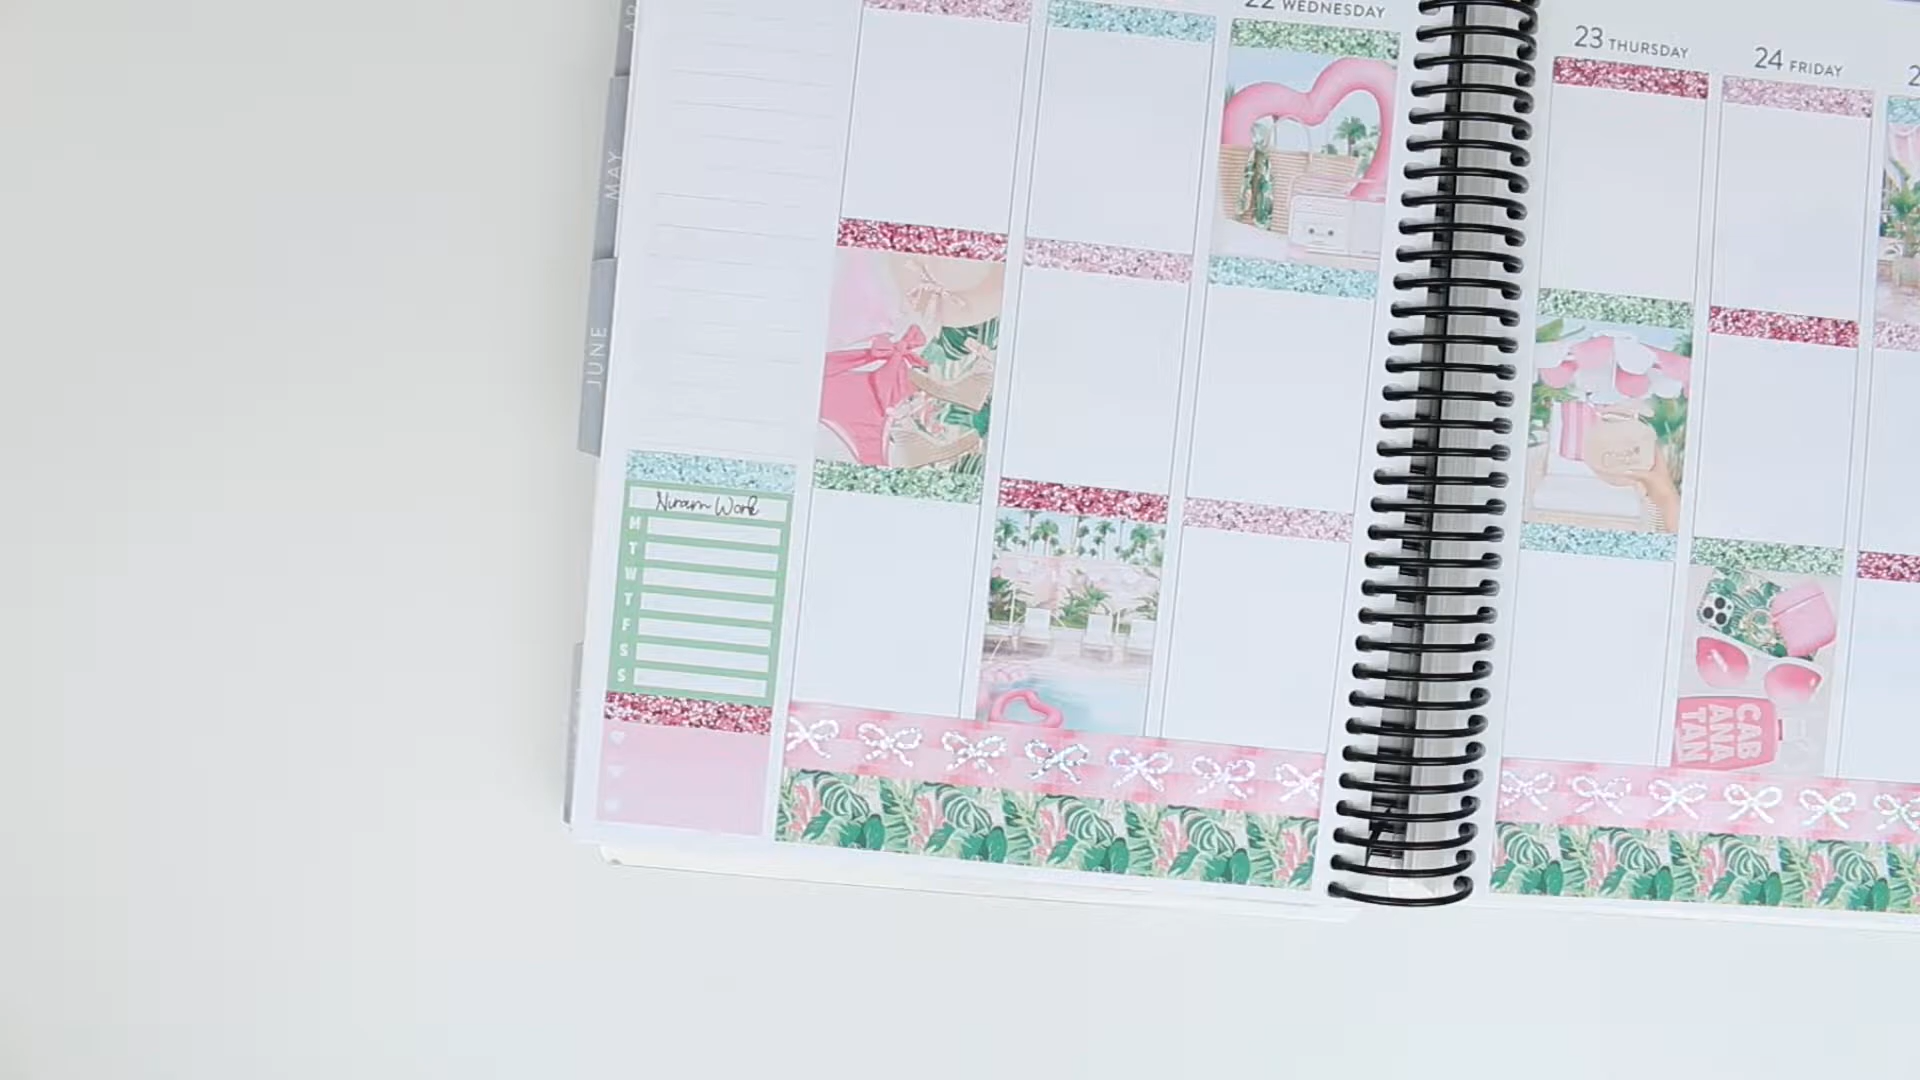 22 WEDNESDAY
23 THURSDAY
24 FRIDAY
MAY
JUNE
Niram Work
M
T
W
T
F
S
S
CAB
ANA
TAN